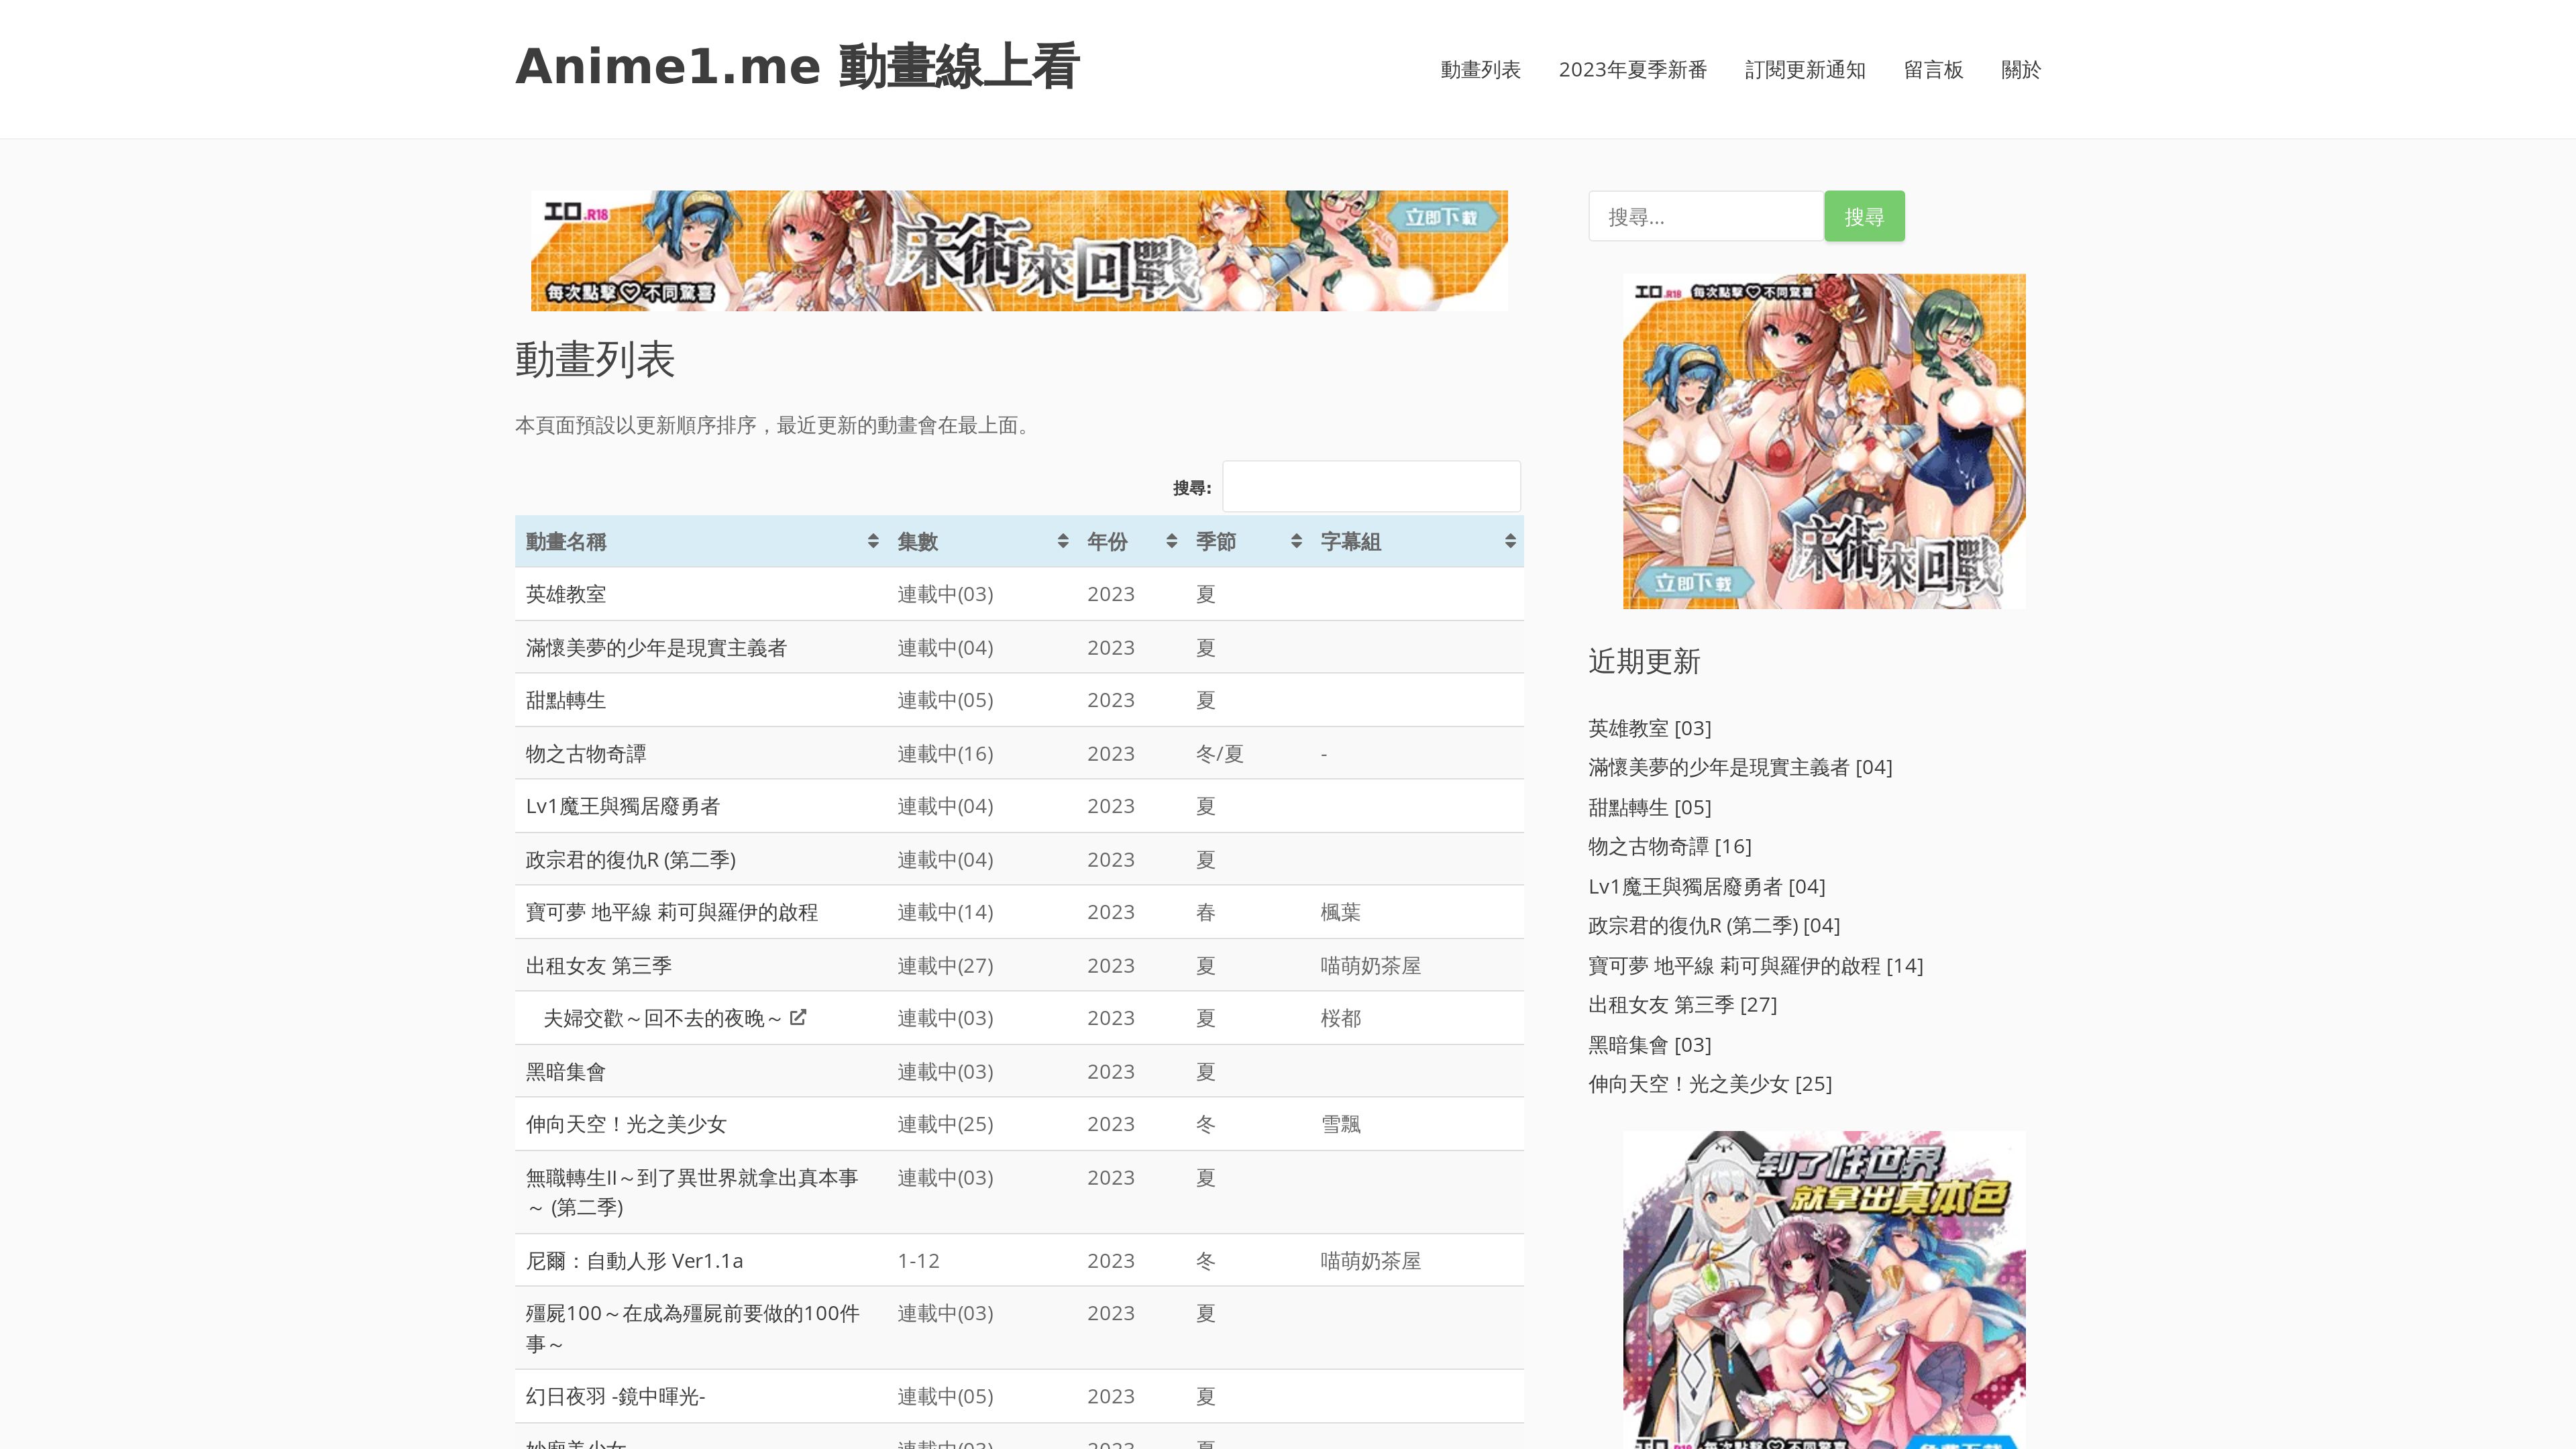 Anime1.me 動畫線上看
動畫列表 2023年夏季新番 訂閱更新通知 留言板 關於
エロ.R18
床術來回戰
立即下載
每次點擊♡不同驚喜
動畫列表
本頁面預設以更新順序排序，最近更新的動畫會在最上面。
搜尋:
動畫名稱 集數 年份 季節 字幕組
英雄教室 連載中(03) 2023 夏
滿懷美夢的少年是現實主義者 連載中(04) 2023 夏
甜點轉生 連載中(05) 2023 夏
物之古物奇譚 連載中(16) 2023 冬/夏 -
Lv1魔王與獨居廢勇者 連載中(04) 2023 夏
政宗君的復仇R (第二季) 連載中(04) 2023 夏
寶可夢 地平線 莉可與羅伊的啟程 連載中(14) 2023 春 楓葉
出租女友 第三季 連載中(27) 2023 夏 喵萌奶茶屋
夫婦交歡～回不去的夜晚～ 連載中(03) 2023 夏 桜都
黑暗集會 連載中(03) 2023 夏
伸向天空！光之美少女 連載中(25) 2023 冬 雪飄
無職轉生II～到了異世界就拿出真本事
～ (第二季) 連載中(03) 2023 夏
尼爾：自動人形 Ver1.1a 1-12 2023 冬 喵萌奶茶屋
殭屍100～在成為殭屍前要做的100件
事～ 連載中(03) 2023 夏
幻日夜羽 -鏡中暉光- 連載中(05) 2023 夏
連載中(03) 2023 夏
搜尋...
搜尋
エロ.R18 每次點擊♡不同驚喜
床術來回戰
立即下載
近期更新
英雄教室 [03]
滿懷美夢的少年是現實主義者 [04]
甜點轉生 [05]
物之古物奇譚 [16]
Lv1魔王與獨居廢勇者 [04]
政宗君的復仇R (第二季) [04]
寶可夢 地平線 莉可與羅伊的啟程 [14]
出租女友 第三季 [27]
黑暗集會 [03]
伸向天空！光之美少女 [25]
到了性世界
就拿出真本色